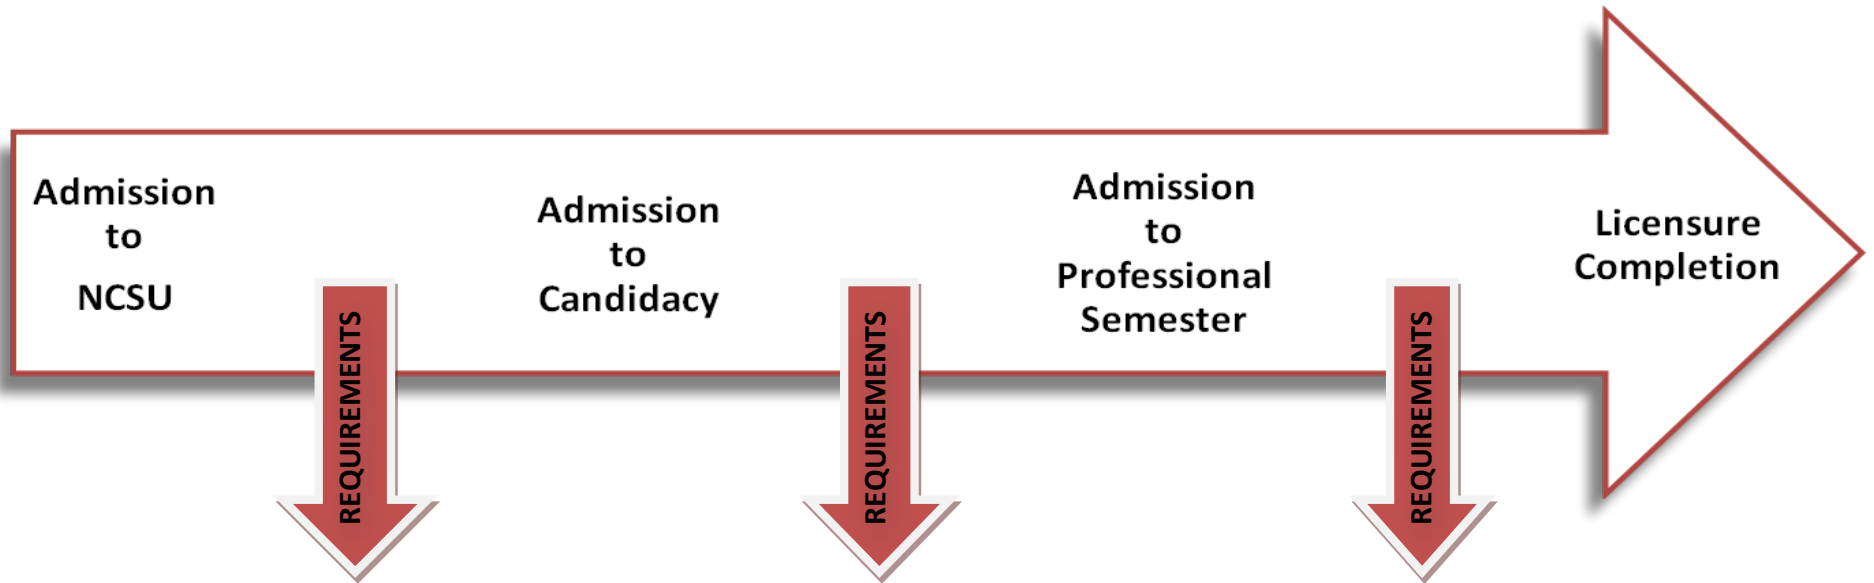 Admission
to
NCSU
REQUIREMENTS
Admission
to
Candidacy
REQUIREMENTS
Admission
to
Professional
Semester
REQUIREMENTS
Licensure
Completion